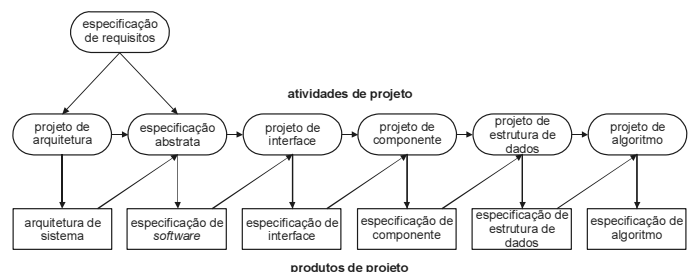 especificação
de requisitos
atividades de projeto
projeto de
arquitetura
especificação
abstrata
projeto de
interface
projeto de
componente
projeto de
estrutura de
dados
projeto de
algoritmo
arquitetura de
sistema
especificação de
software
especificação de
interface
especificação de
componente
especificação de
estrutura de
dados
especificação de
algoritmo
produtos de projeto